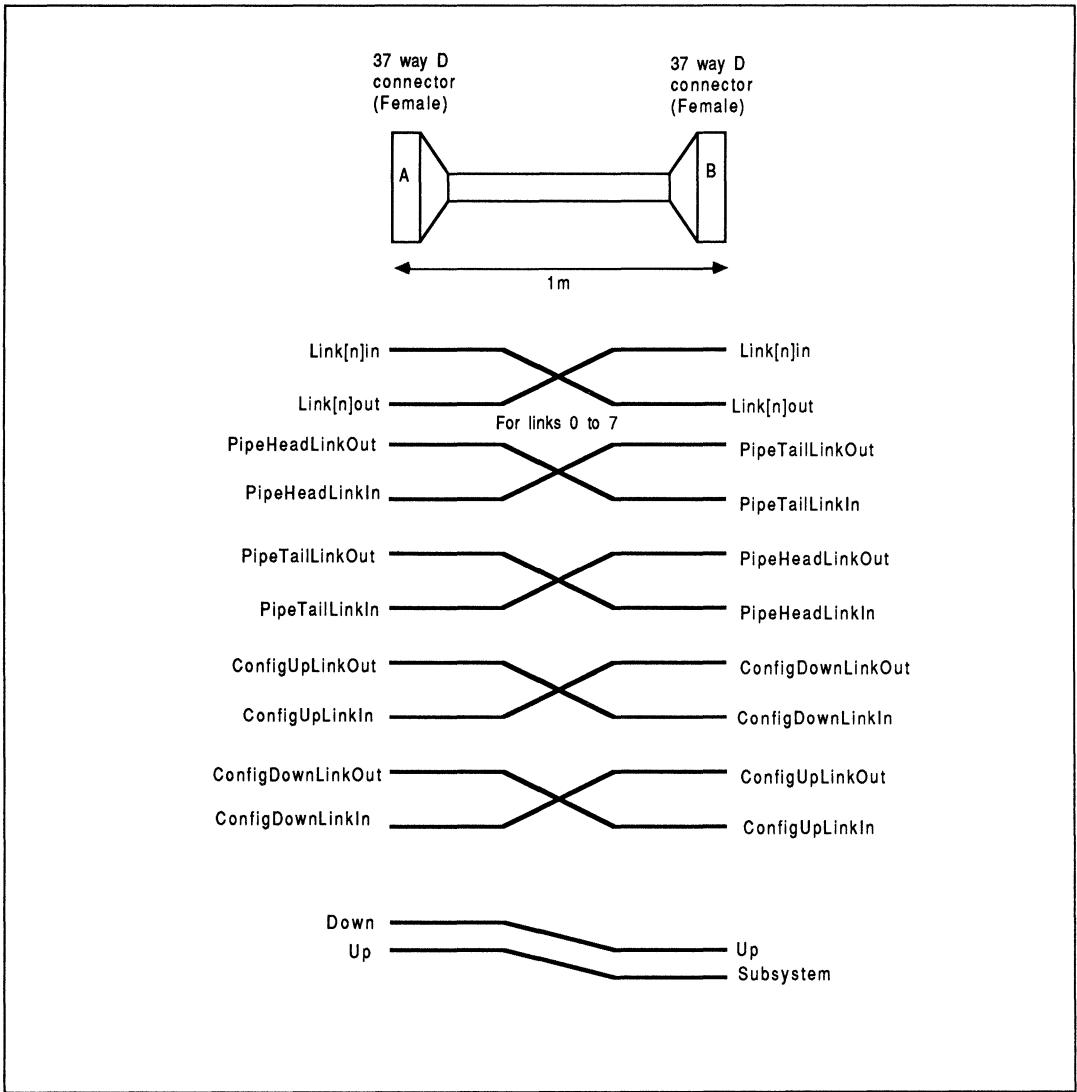 37 way D
connector
(Female)
37 way D
connector
(Female)
A
B
1m
Link[n]in
Link[n]in
Link[n]out
Link[n]out
For links 0 to 7
PipeHeadLinkOut
PipeTailLinkOut
PipeHeadLinkIn
PipeTailLinkIn
PipeTailLinkOut
PipeHeadLinkOut
PipeTailLinkIn
PipeHeadLinkIn
ConfigUpLinkOut
ConfigDownLinkOut
ConfigUpLinkIn
ConfigDownLinkIn
ConfigDownLinkOut
ConfigUpLinkOut
ConfigDownLinkIn
ConfigUpLinkIn
Down
Up
Up
Subsystem